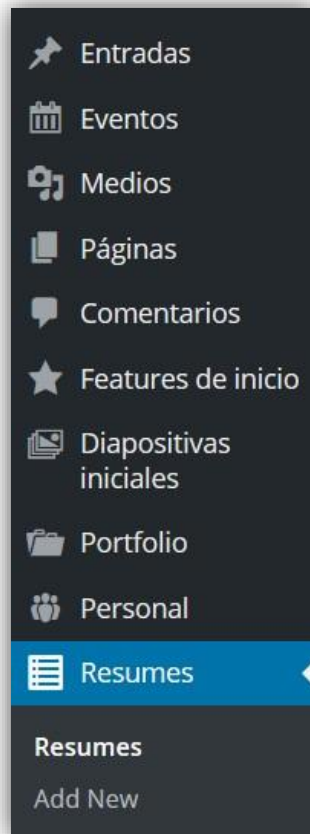 Entradas
Eventos
Medios
Páginas
Comentarios
Features de inicio
Diapositivas
iniciales
Portfolio
Personal
Resumes
Resumes
Add New